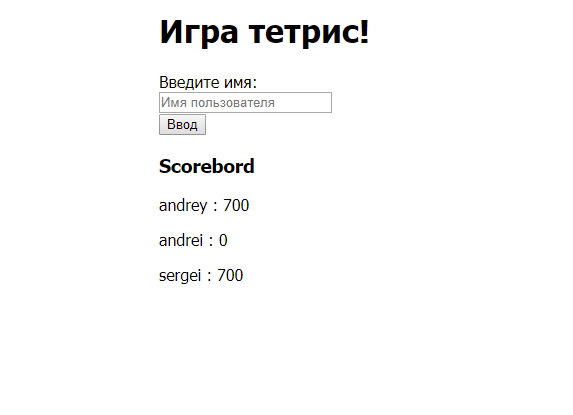 Игра тетрис!
Введите имя:
Имя пользователя
Ввод
Scorebord
andrey : 700
andrei : 0
sergei : 700